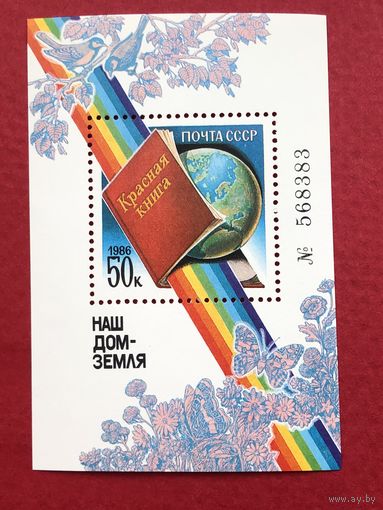 ПОЧТА СССР
Красная
книга
1986
50к
№ 568383
НАШ
ДОМ-
ЗЕМЛЯ
www.ay.by